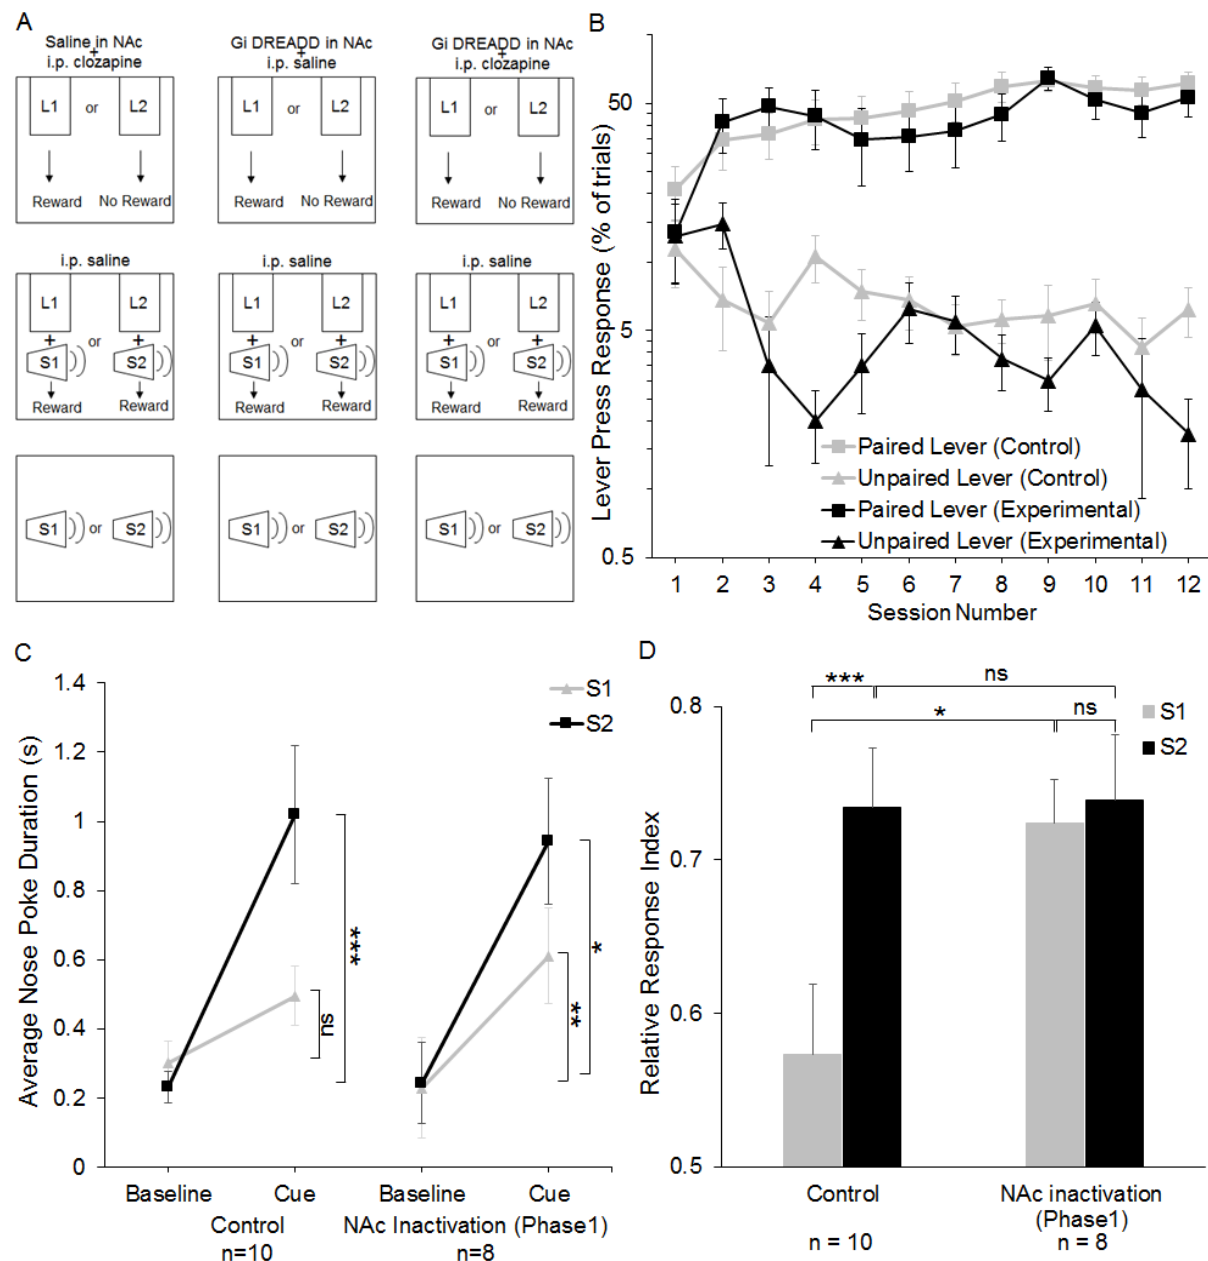 A
Saline in NAc
+
i.p. clozapine
Gi DREADD in NAc
+
i.p. saline
Gi DREADD in NAc
+
i.p. clozapine
L1 or L2
L1 or L2
L1 or L2
Reward No Reward
Reward No Reward
Reward No Reward
i.p. saline
i.p. saline
i.p. saline
L1 L2
L1 L2
L1 L2
+ or +
+ or +
+ or +
S1 S2
S1 S2
S1 S2
Reward Reward
Reward Reward
Reward Reward
S1 or S2
S1 or S2
S1 or S2
B
Lever Press Response (% of trials)
50
5
0.5
Paired Lever (Control)
Unpaired Lever (Control)
Paired Lever (Experimental)
Unpaired Lever (Experimental)
1 2 3 4 5 6 7 8 9 10 11 12
Session Number
C
Average Nose Poke Duration (s)
1.4
1.2
1
0.8
0.6
0.4
0.2
0
S1
S2
ns
***
**
*
Baseline Cue Baseline Cue
Control NAc Inactivation (Phase1)
n=10 n=8
D
Relative Response Index
0.8
0.7
0.6
0.5
*** ns
* ns
S1
S2
Control NAc inactivation
(Phase1)
n = 10 n = 8